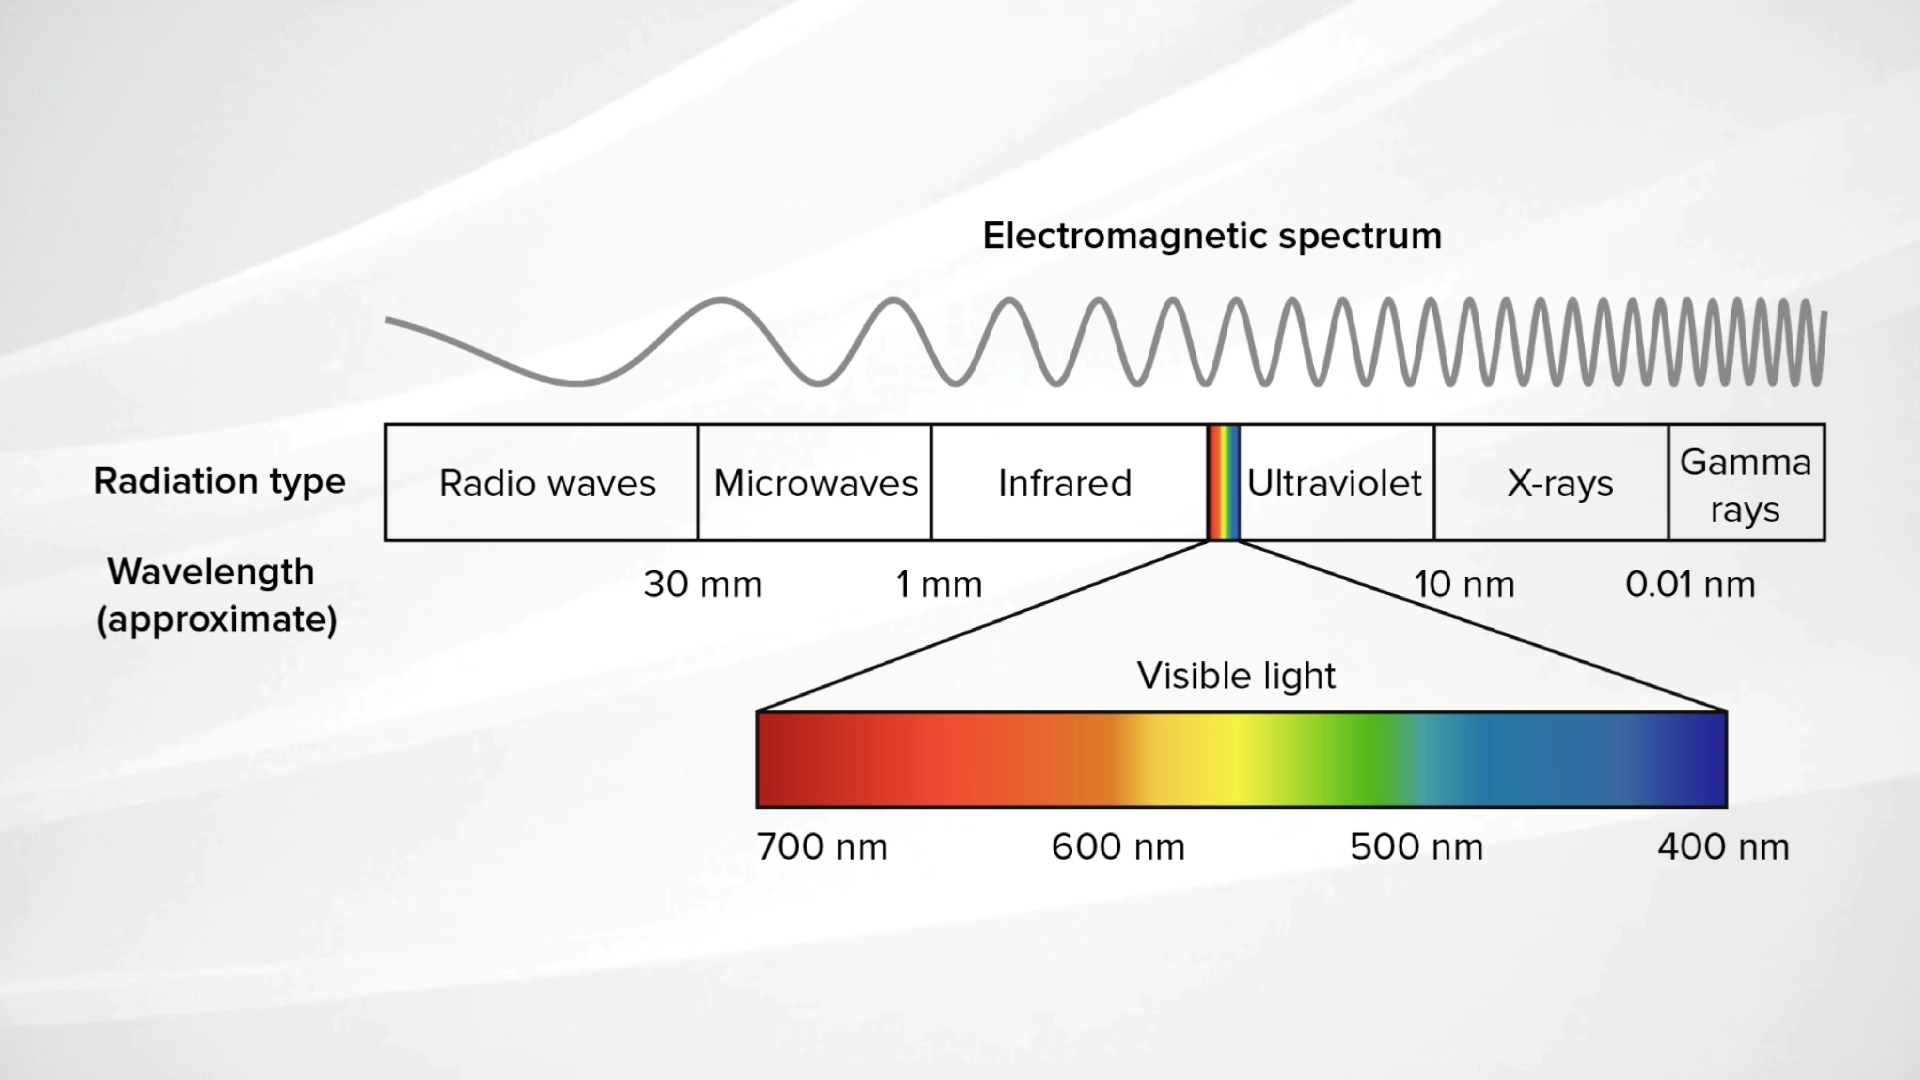 Electromagnetic spectrum
Radiation type
Radio waves
Microwaves
Infrared
Ultraviolet
X-rays
Gamma
rays
Wavelength
(approximate)
30 mm
1 mm
10 nm
0.01 nm
Visible light
700 nm
600 nm
500 nm
400 nm